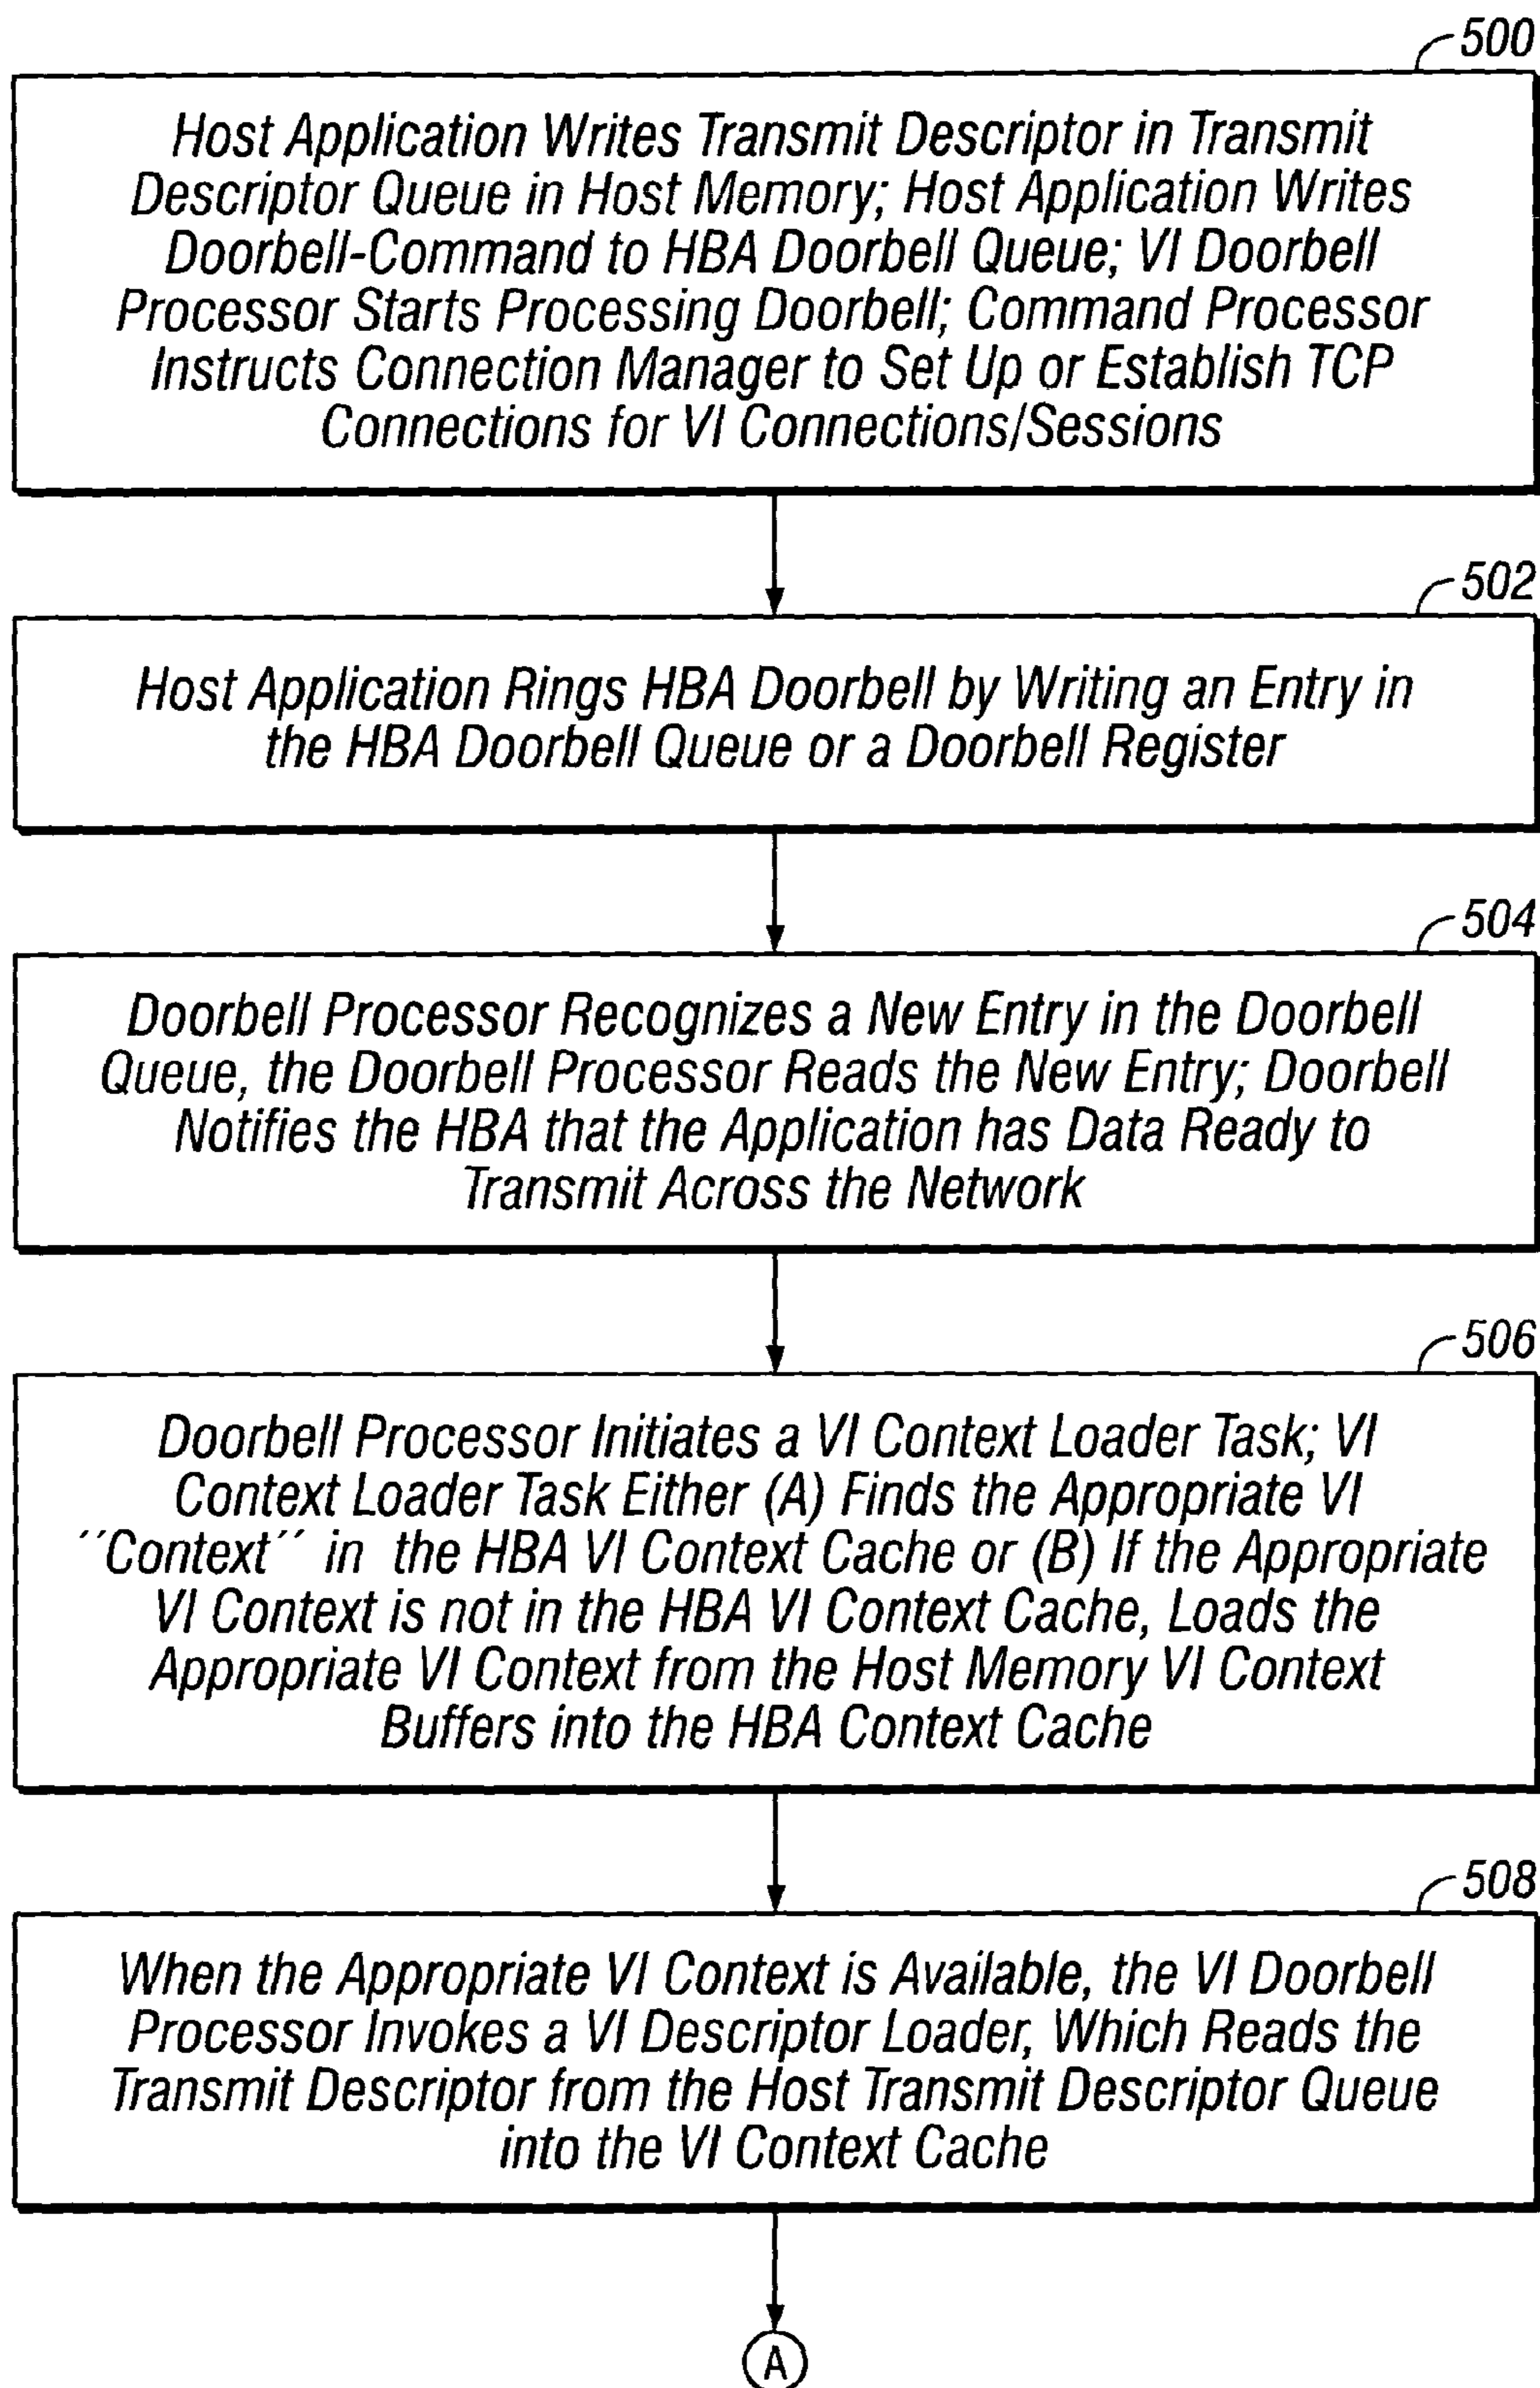 500
Host Application Writes Transmit Descriptor in Transmit
Descriptor Queue in Host Memory; Host Application Writes
Doorbell-Command to HBA Doorbell Queue; VI Doorbell
Processor Starts Processing Doorbell; Command Processor
Instructs Connection Manager to Set Up or Establish TCP
Connections for VI Connections/Sessions
502
Host Application Rings HBA Doorbell by Writing an Entry in
the HBA Doorbell Queue or a Doorbell Register
504
Doorbell Processor Recognizes a New Entry in the Doorbell
Queue, the Doorbell Processor Reads the New Entry; Doorbell
Notifies the HBA that the Application has Data Ready to
Transmit Across the Network
506
Doorbell Processor Initiates a VI Context Loader Task; VI
Context Loader Task Either (A) Finds the Appropriate VI
´´Context´´ in the HBA VI Context Cache or (B) If the Appropriate
VI Context is not in the HBA VI Context Cache, Loads the
Appropriate VI Context from the Host Memory VI Context
Buffers into the HBA Context Cache
508
When the Appropriate VI Context is Available, the VI Doorbell
Processor Invokes a VI Descriptor Loader, Which Reads the
Transmit Descriptor from the Host Transmit Descriptor Queue
into the VI Context Cache
A